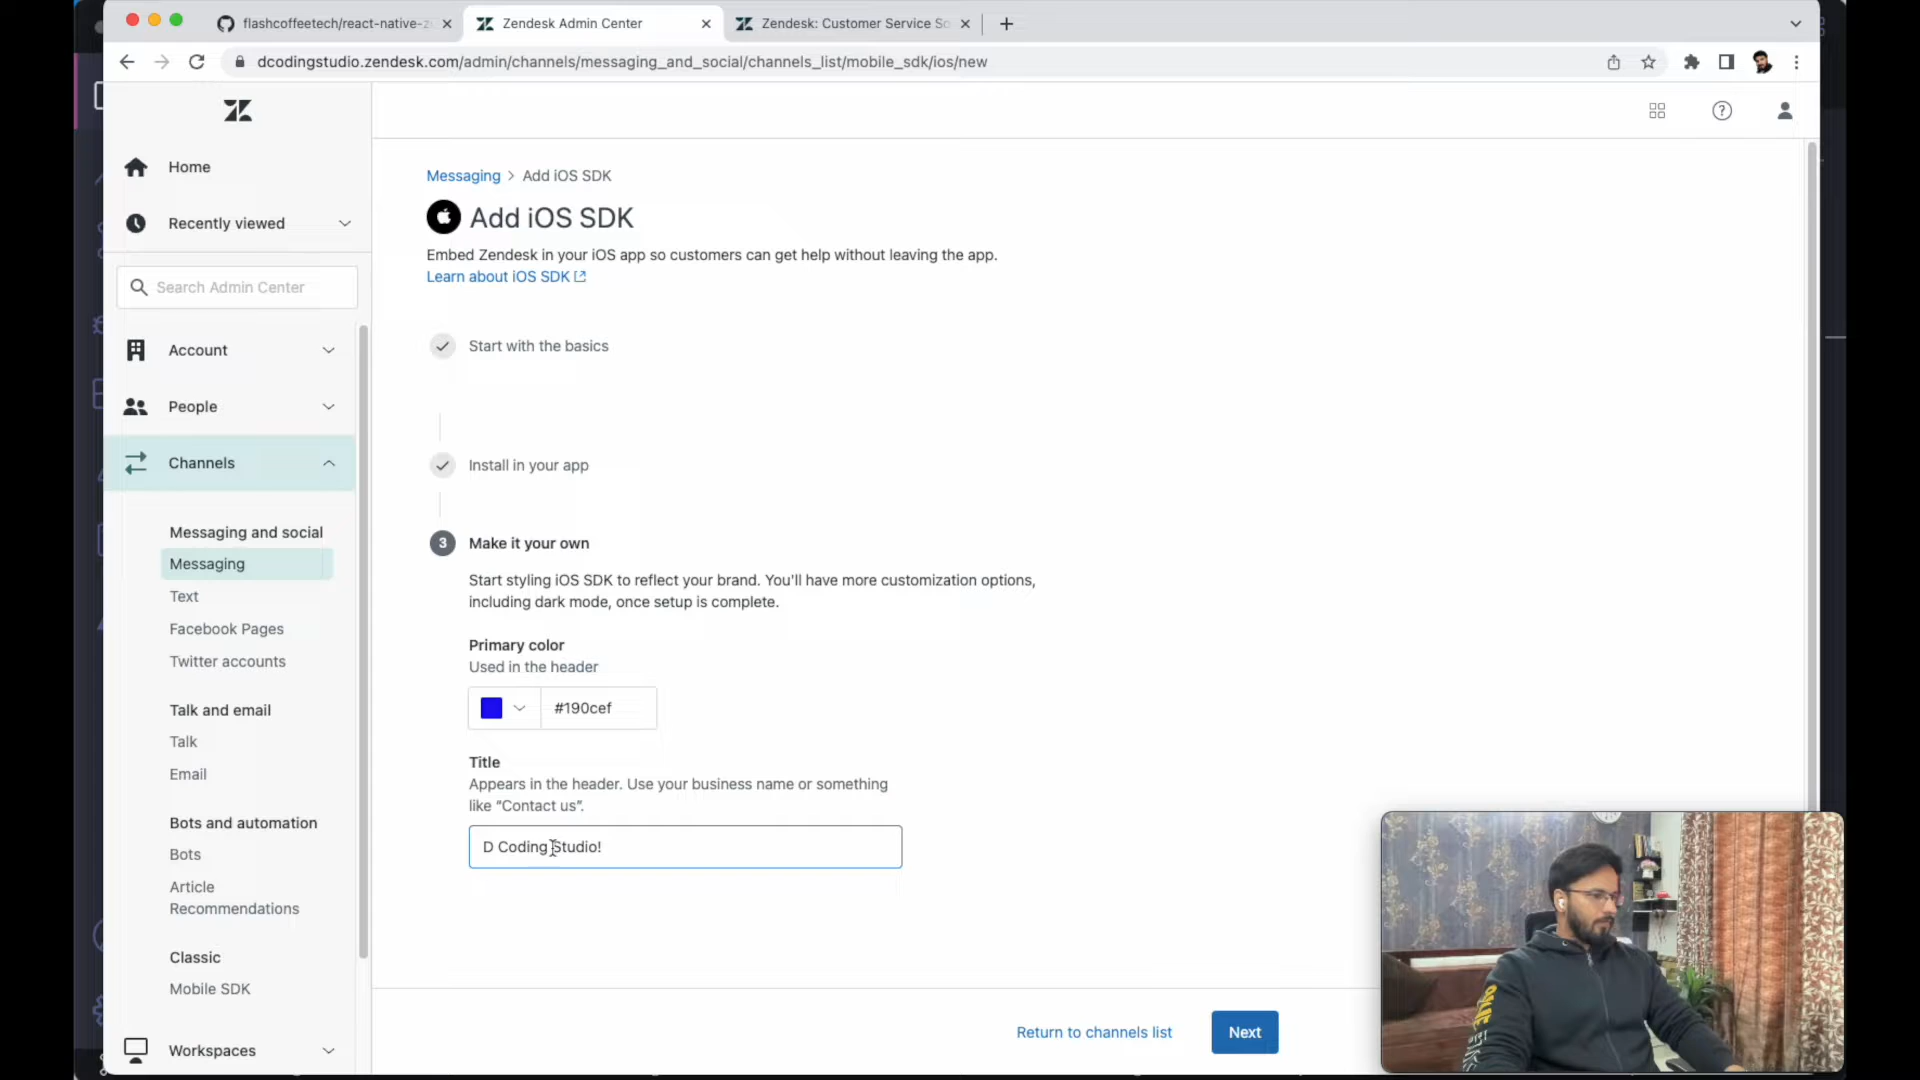 flashcoffeetech/react-native-z
Zendesk Admin Center
Zendesk: Customer Service So
dcodingstudio.zendesk.com/admin/channels/messaging_and_social/channels_list/mobile_sdk/ios/new
Home
Recently viewed
Search Admin Center
Account
People
Channels
Messaging and social
Messaging
Text
Facebook Pages
Twitter accounts
Talk and email
Talk
Email
Bots and automation
Bots
Article
Recommendations
Classic
Mobile SDK
Workspaces
Messaging > Add iOS SDK
Add iOS SDK
Embed Zendesk in your iOS app so customers can get help without leaving the app.
Learn about iOS SDK
Start with the basics
Install in your app
3 Make it your own
Start styling iOS SDK to reflect your brand. You'll have more customization options,
including dark mode, once setup is complete.
Primary color
Used in the header
#190cef
Title
Appears in the header. Use your business name or something
like “Contact us”.
D Coding Studio!
Return to channels list
Next